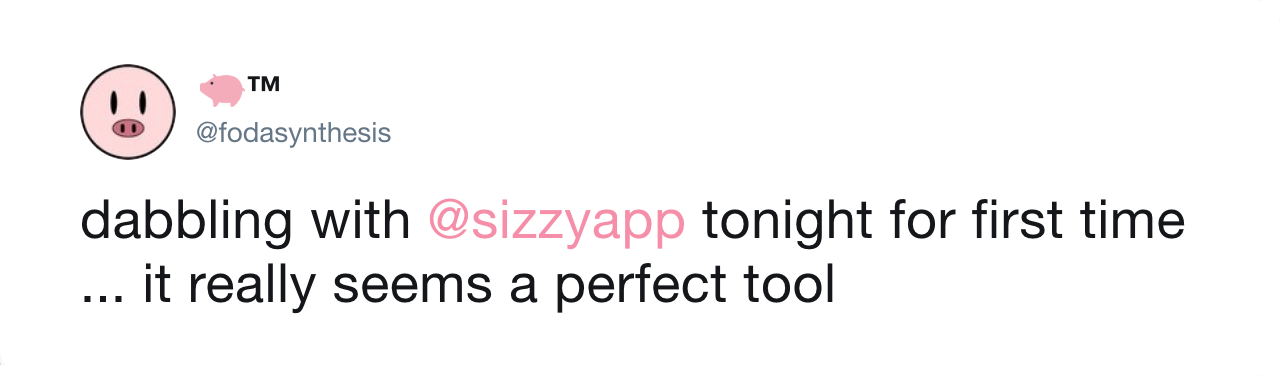 🐖™
@fodasynthesis
dabbling with @sizzyapp tonight for first time
... it really seems a perfect tool